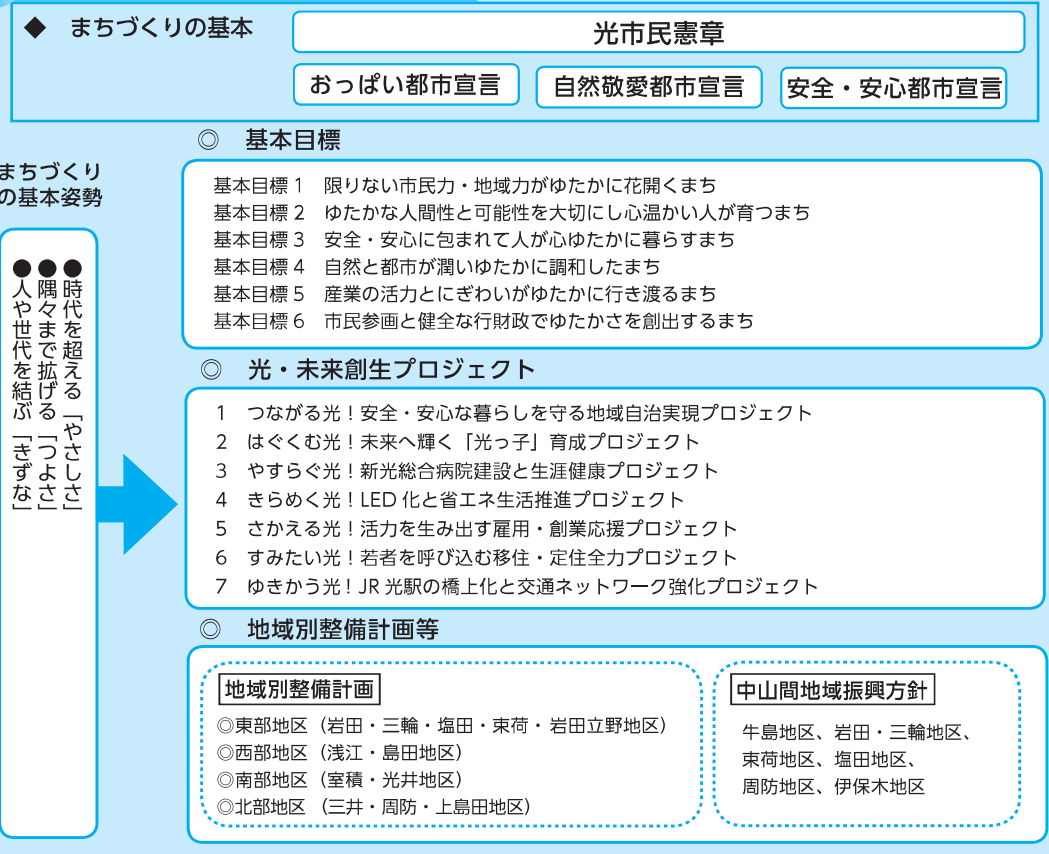 ◆ まちづくりの基本
光市民憲章
おっぱい都市宣言
自然敬愛都市宣言
安全・安心都市宣言
まちづくり
の基本姿勢
●時代を超える「やさしさ」
●隅々まで拡げる「つよさ」
●人や世代を結ぶ「きずな」
◎ 基本目標
基本目標1 限りない市民力・地域力がゆたかに花開くまち
基本目標2 ゆたかな人間性と可能性を大切にし心温かい人が育つまち
基本目標3 安全・安心に包まれて人が心ゆたかに暮らすまち
基本目標4 自然と都市が潤いゆたかに調和したまち
基本目標5 産業の活力とにぎわいがゆたかに行き渡るまち
基本目標6 市民参画と健全な行財政でゆたかさを創出するまち
◎ 光・未来創生プロジェクト
1 つながる光！安全・安心な暮らしを守る地域自治実現プロジェクト
2 はぐくむ光！未来へ輝く「光っ子」育成プロジェクト
3 やすらぐ光！新光総合病院建設と生涯健康プロジェクト
4 きらめく光！LED化と省エネ生活推進プロジェクト
5 さかえる光！活力を生み出す雇用・創業応援プロジェクト
6 すみたい光！若者を呼び込む移住・定住全力プロジェクト
7 ゆきかう光！JR光駅の橋上化と交通ネットワーク強化プロジェクト
◎ 地域別整備計画等
地域別整備計画
◎東部地区（岩田・三輪・塩田・束荷・岩田立野地区）
◎西部地区（浅江・島田地区）
◎南部地区（室積・光井地区）
◎北部地区（三井・周防・上島田地区）
中山間地域振興方針
牛島地区、岩田・三輪地区、
束荷地区、塩田地区、
周防地区、伊保木地区